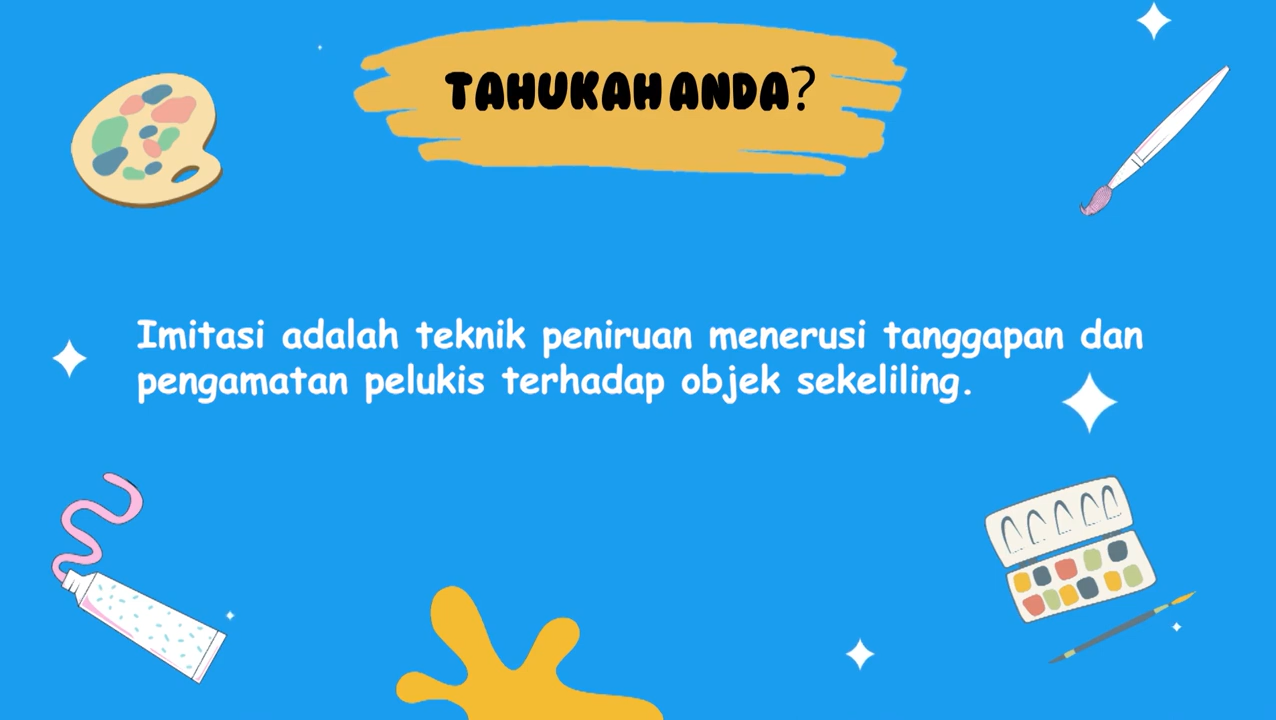 TAHUKAH ANDA?
Imitasi adalah teknik peniruan menerusi tanggapan dan
pengamatan pelukis terhadap objek sekeliling.